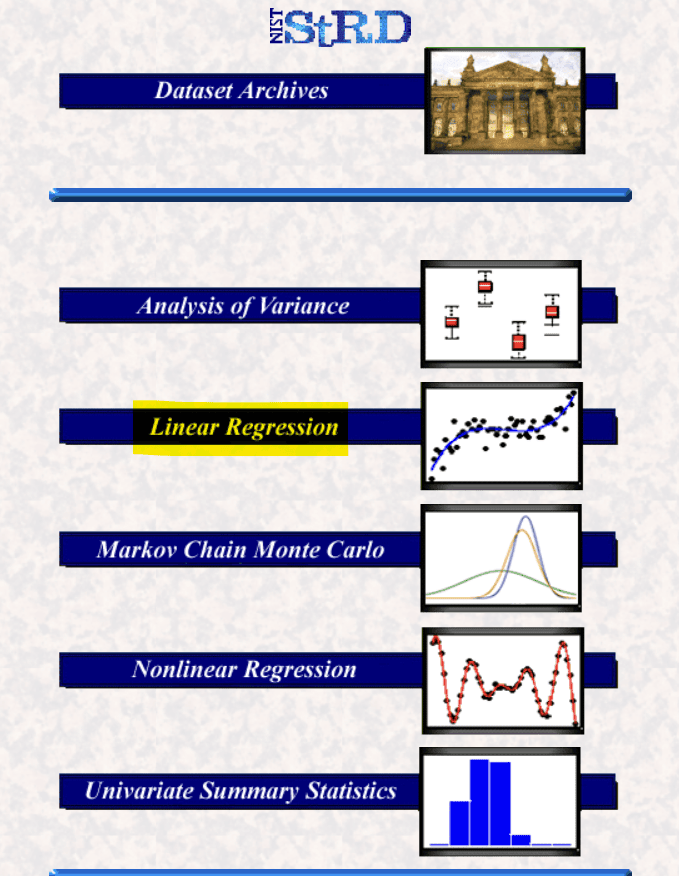 NIST StRD
Dataset Archives
Analysis of Variance
Linear Regression
Markov Chain Monte Carlo
Nonlinear Regression
Univariate Summary Statistics